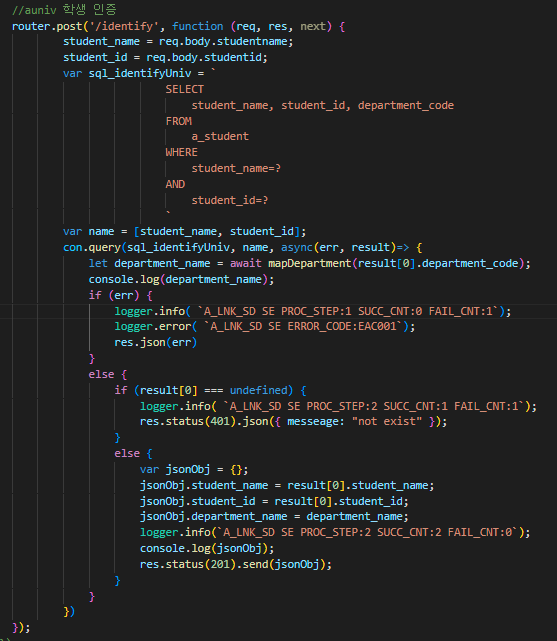 //auniv 학생 인증
router.post('/identify', function (req, res, next) {
student_name = req.body.studentname;
student_id = req.body.studentid;
var sql_identifyUniv = `
SELECT
student_name, student_id, department_code
FROM
a_student
WHERE
student_name=?
AND
student_id=?
`
var name = [student_name, student_id];
con.query(sql_identifyUniv, name, async(err, result)=> {
let department_name = await mapDepartment(result[0].department_code);
console.log(department_name);
if (err) {
logger.info( `A_LNK_SD SE PROC_STEP:1 SUCC_CNT:0 FAIL_CNT:1`);
logger.error( `A_LNK_SD SE ERROR_CODE:EAC001`);
res.json(err)
}
else {
if (result[0] === undefined) {
logger.info( `A_LNK_SD SE PROC_STEP:2 SUCC_CNT:1 FAIL_CNT:1`);
res.status(401).json({ messeage: "not exist" });
}
else {
var jsonObj = {};
jsonObj.student_name = result[0].student_name;
jsonObj.student_id = result[0].student_id;
jsonObj.department_name = department_name;
logger.info(`A_LNK_SD SE PROC_STEP:2 SUCC_CNT:2 FAIL_CNT:0`);
console.log(jsonObj);
res.status(201).send(jsonObj);
}
}
})
});